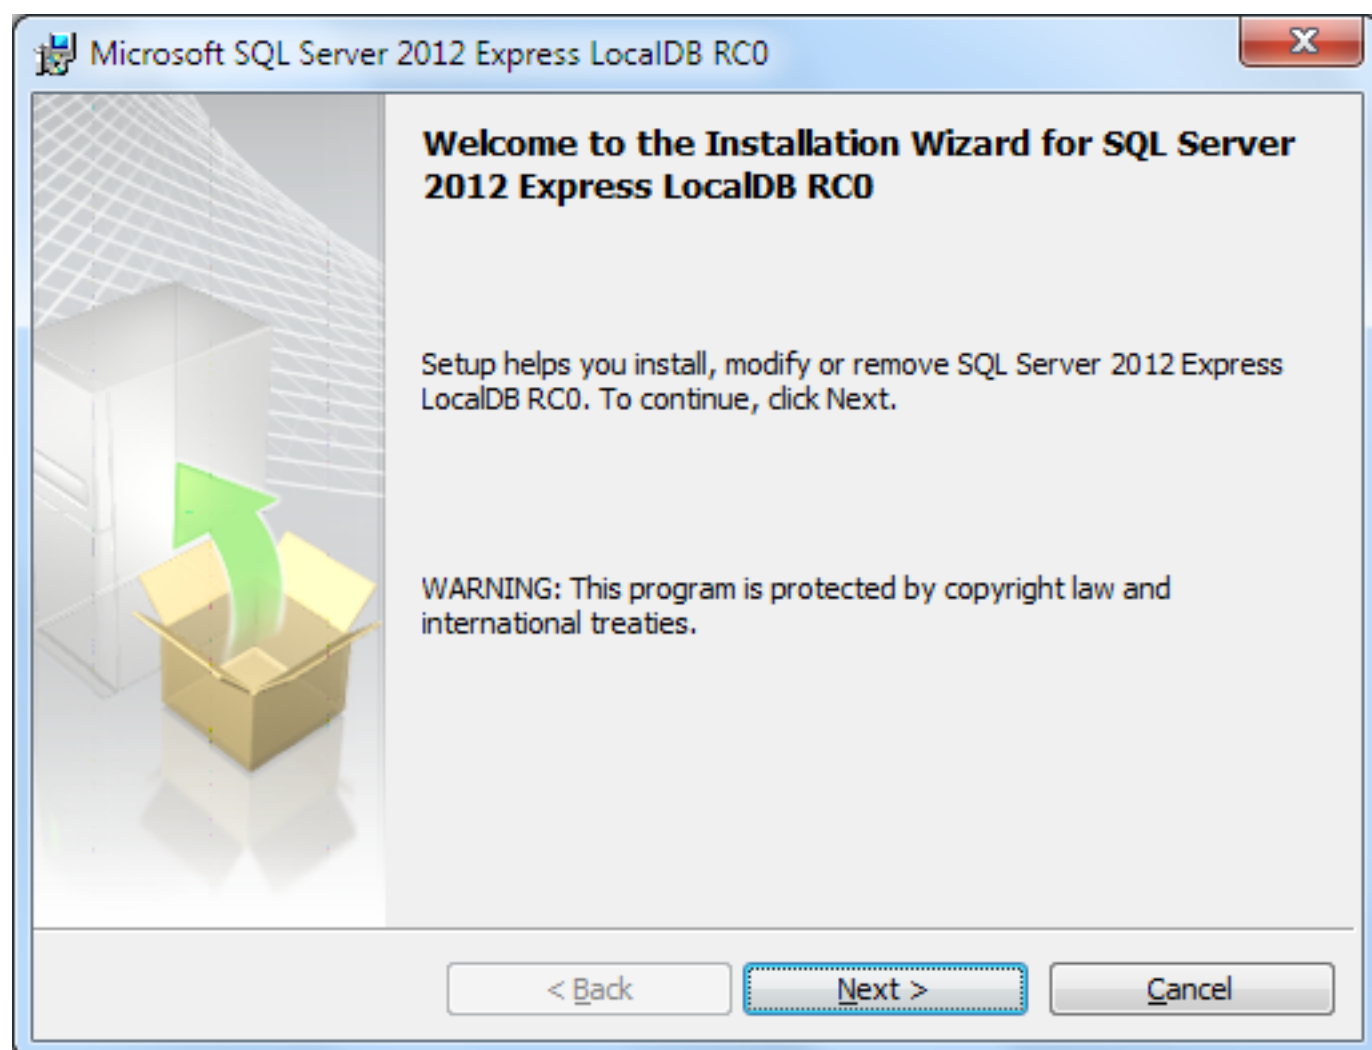 Microsoft SQL Server 2012 Express LocalDB RC0
Welcome to the Installation Wizard for SQL Server
2012 Express LocalDB RC0
Setup helps you install, modify or remove SQL Server 2012 Express
LocalDB RC0. To continue, click Next.
WARNING: This program is protected by copyright law and
international treaties.
< Back
Next >
Cancel